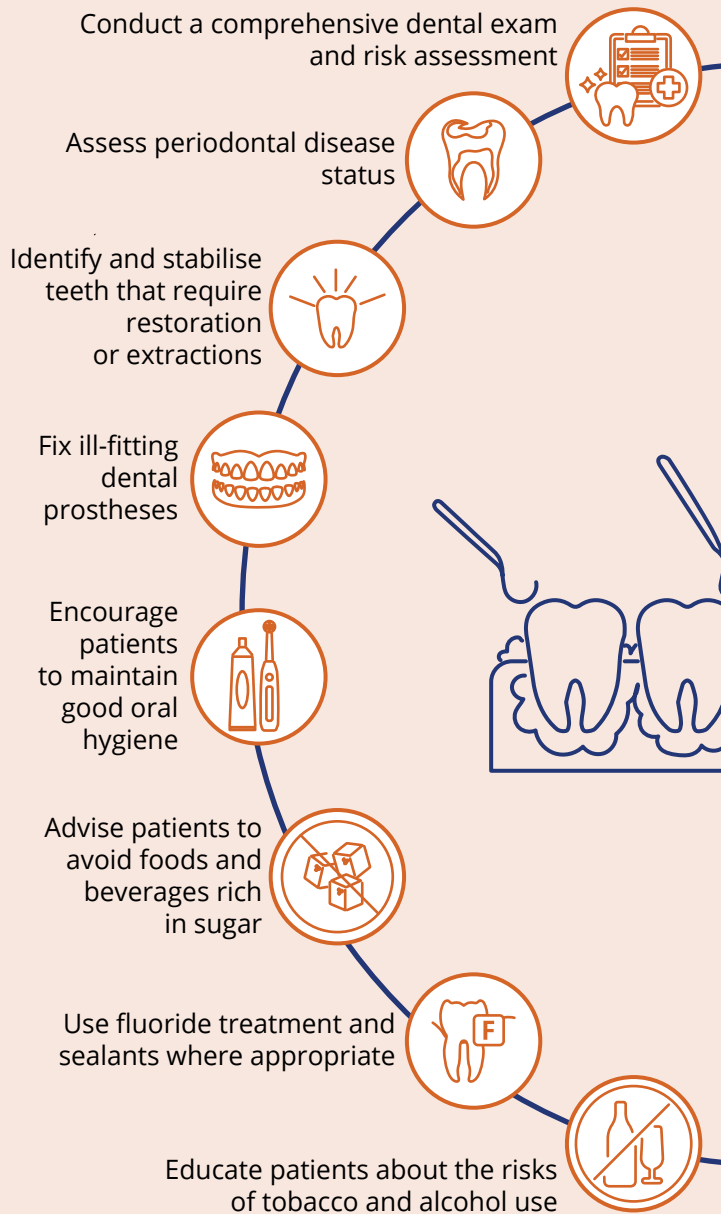 Conduct a comprehensive dental exam
and risk assessment
Assess periodontal disease
status
Identify and stabilise
teeth that require
restoration
or extractions
Fix ill-fitting
dental
prostheses
Encourage
patients
to maintain
good oral
hygiene
Advise patients to
avoid foods and
beverages rich
in sugar
Use fluoride treatment and
sealants where appropriate
F
Educate patients about the risks
of tobacco and alcohol use